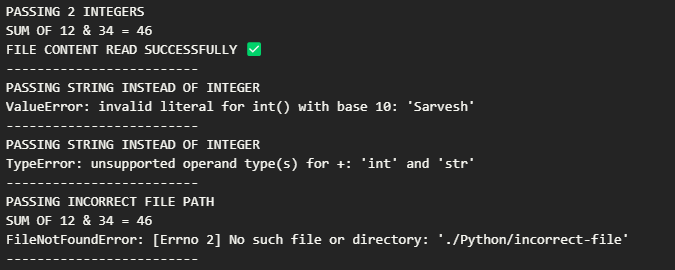 PASSING 2 INTEGERS
SUM OF 12 & 34 = 46
FILE CONTENT READ SUCCESSFULLY ✅
-------------------------
PASSING STRING INSTEAD OF INTEGER
ValueError: invalid literal for int() with base 10: 'Sarvesh'
-------------------------
PASSING STRING INSTEAD OF INTEGER
TypeError: unsupported operand type(s) for +: 'int' and 'str'
-------------------------
PASSING INCORRECT FILE PATH
SUM OF 12 & 34 = 46
FileNotFoundError: [Errno 2] No such file or directory: './Python/incorrect-file'
-------------------------